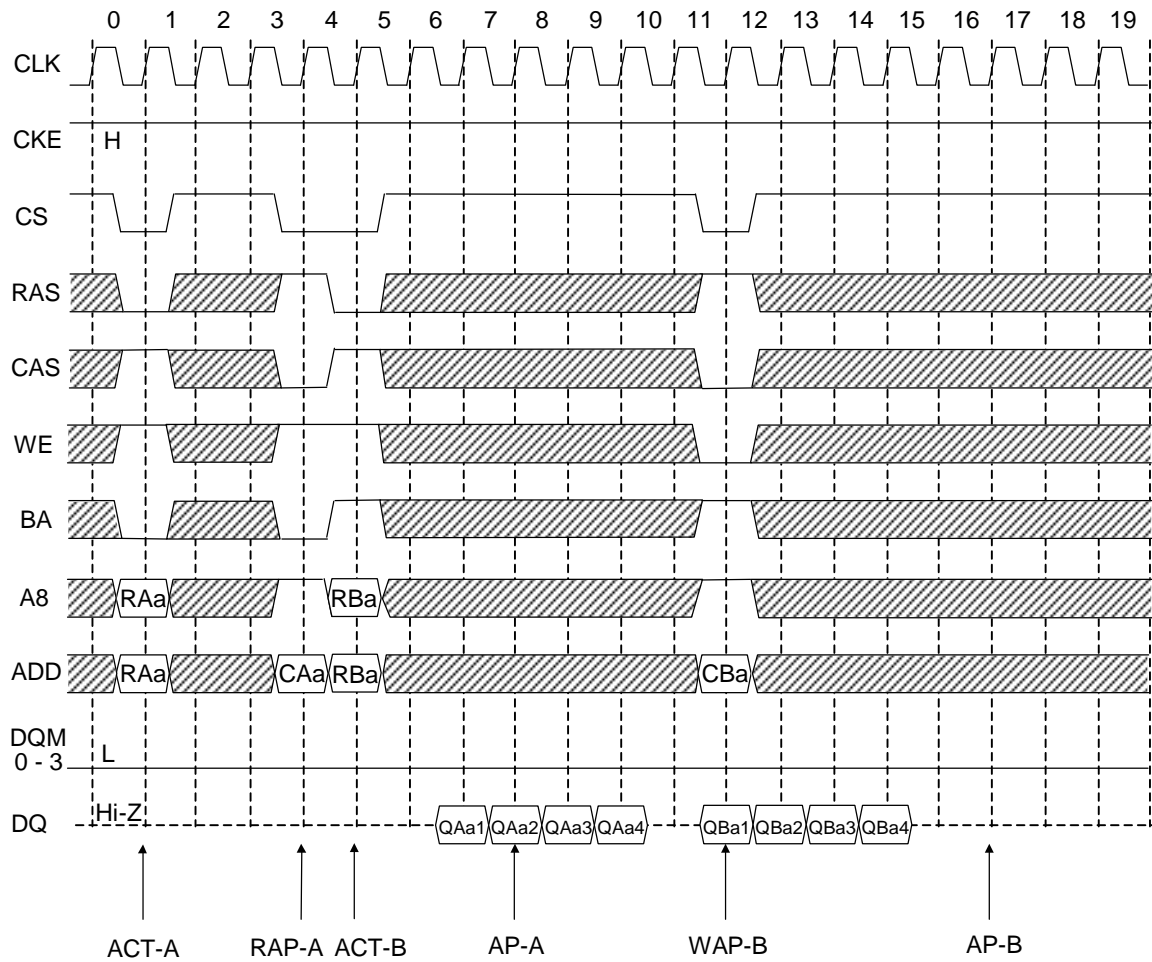 0 1 2 3 4 5 6 7 8 9 10 11 12 13 14 15 16 17 18 19
CLK
CKE H
CS
RAS
CAS
WE
BA
A8 RAa RBa
ADD RAa CAa RBa CBa
DQM
0 - 3 L
DQ Hi-Z QAa1 QAa2 QAa3 QAa4 QBa1 QBa2 QBa3 QBa4
ACT-A RAP-A ACT-B AP-A WAP-B AP-B